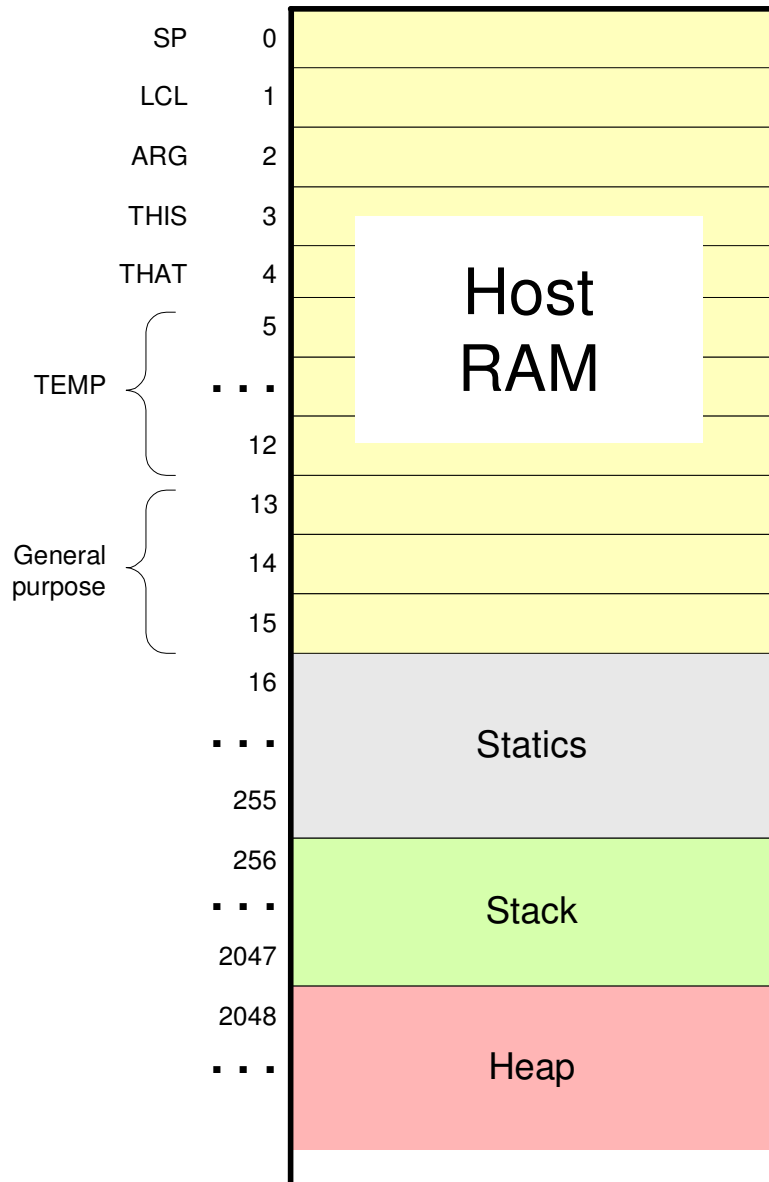 SP 0
LCL 1
ARG 2
THIS 3
Host
THAT 4
5
RAM
TEMP ...
12
13
General
purpose
14
15
16
... Statics
255
256
... Stack
2047
2048
... Heap